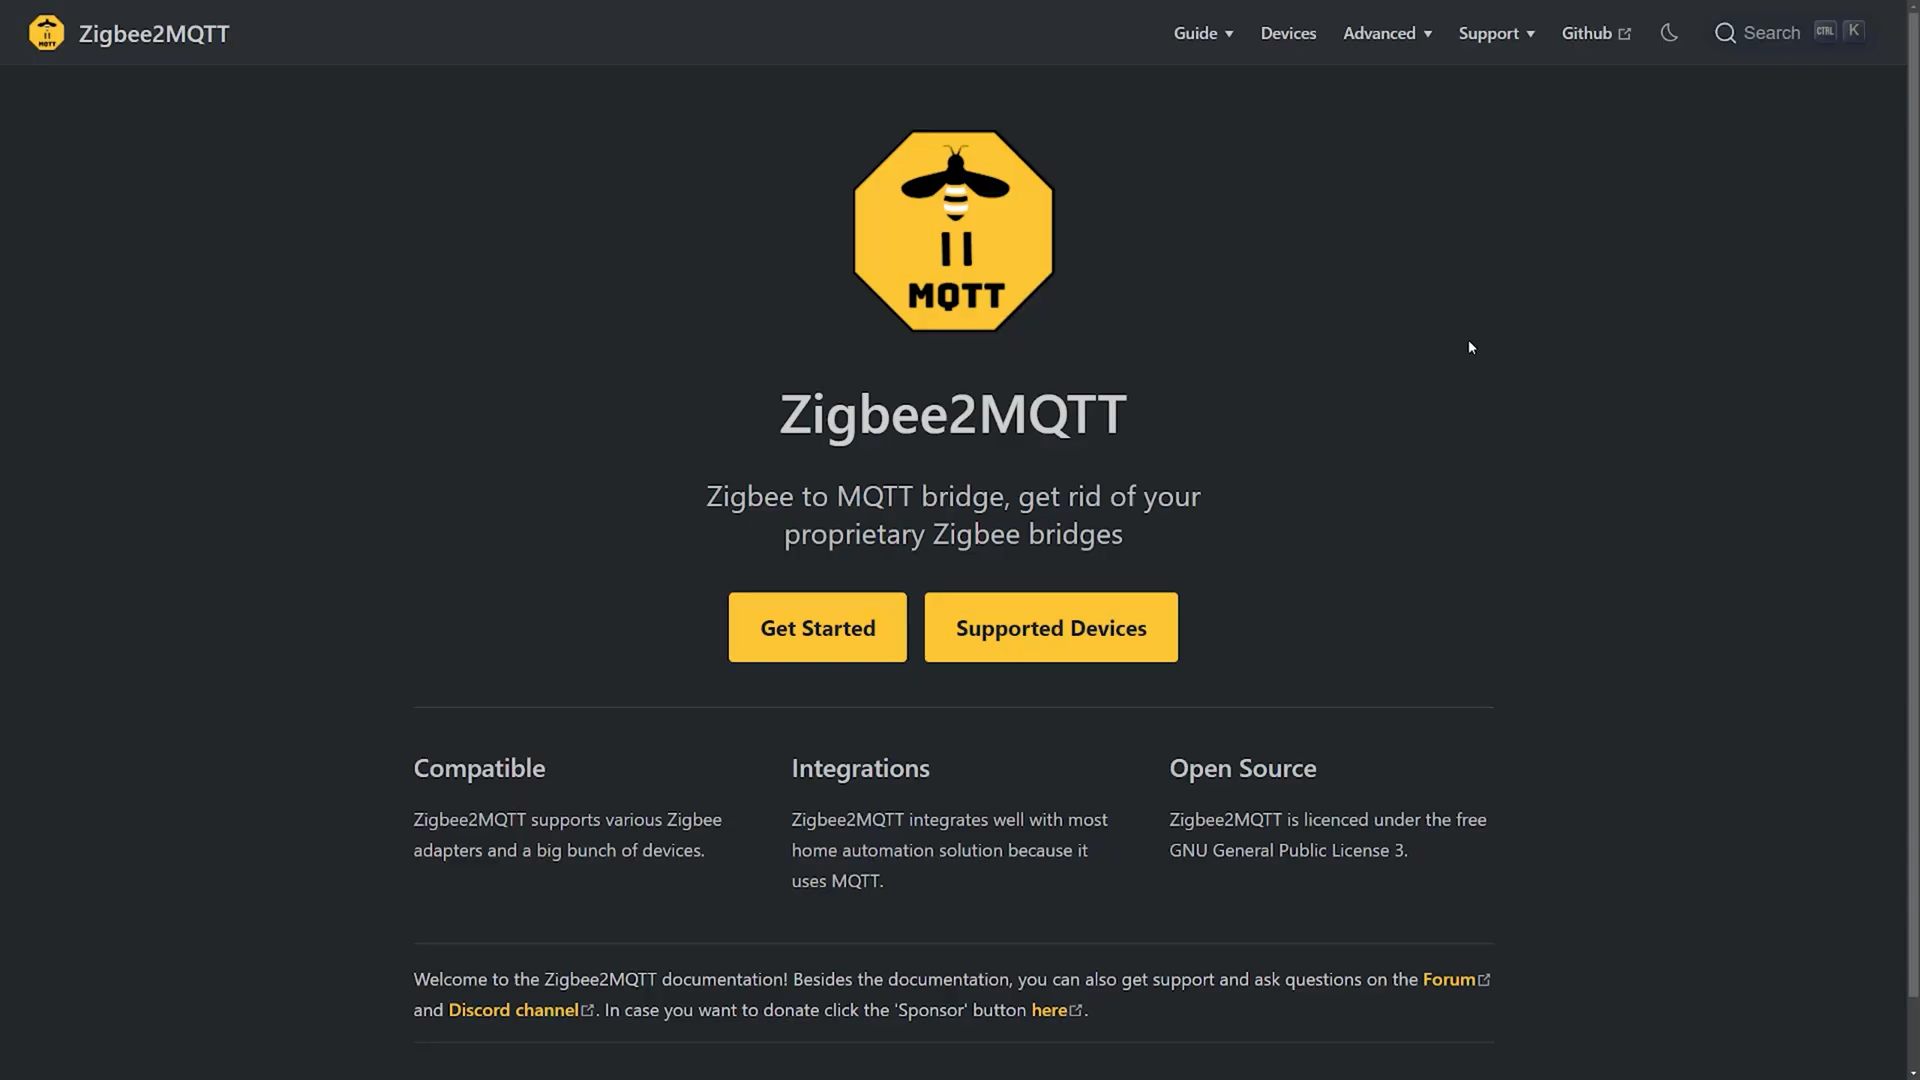 MQTT
Zigbee2MQTT
Guide
Devices
Advanced
Support
Github
Search
CTRL
K
MQTT
Zigbee2MQTT
Zigbee to MQTT bridge, get rid of your
proprietary Zigbee bridges
Get Started
Supported Devices
Compatible
Zigbee2MQTT supports various Zigbee
adapters and a big bunch of devices.
Integrations
Zigbee2MQTT integrates well with most
home automation solution because it
uses MQTT.
Open Source
Zigbee2MQTT is licenced under the free
GNU General Public License 3.
Welcome to the Zigbee2MQTT documentation! Besides the documentation, you can also get support and ask questions on the Forum
and Discord channel. In case you want to donate click the 'Sponsor' button here.